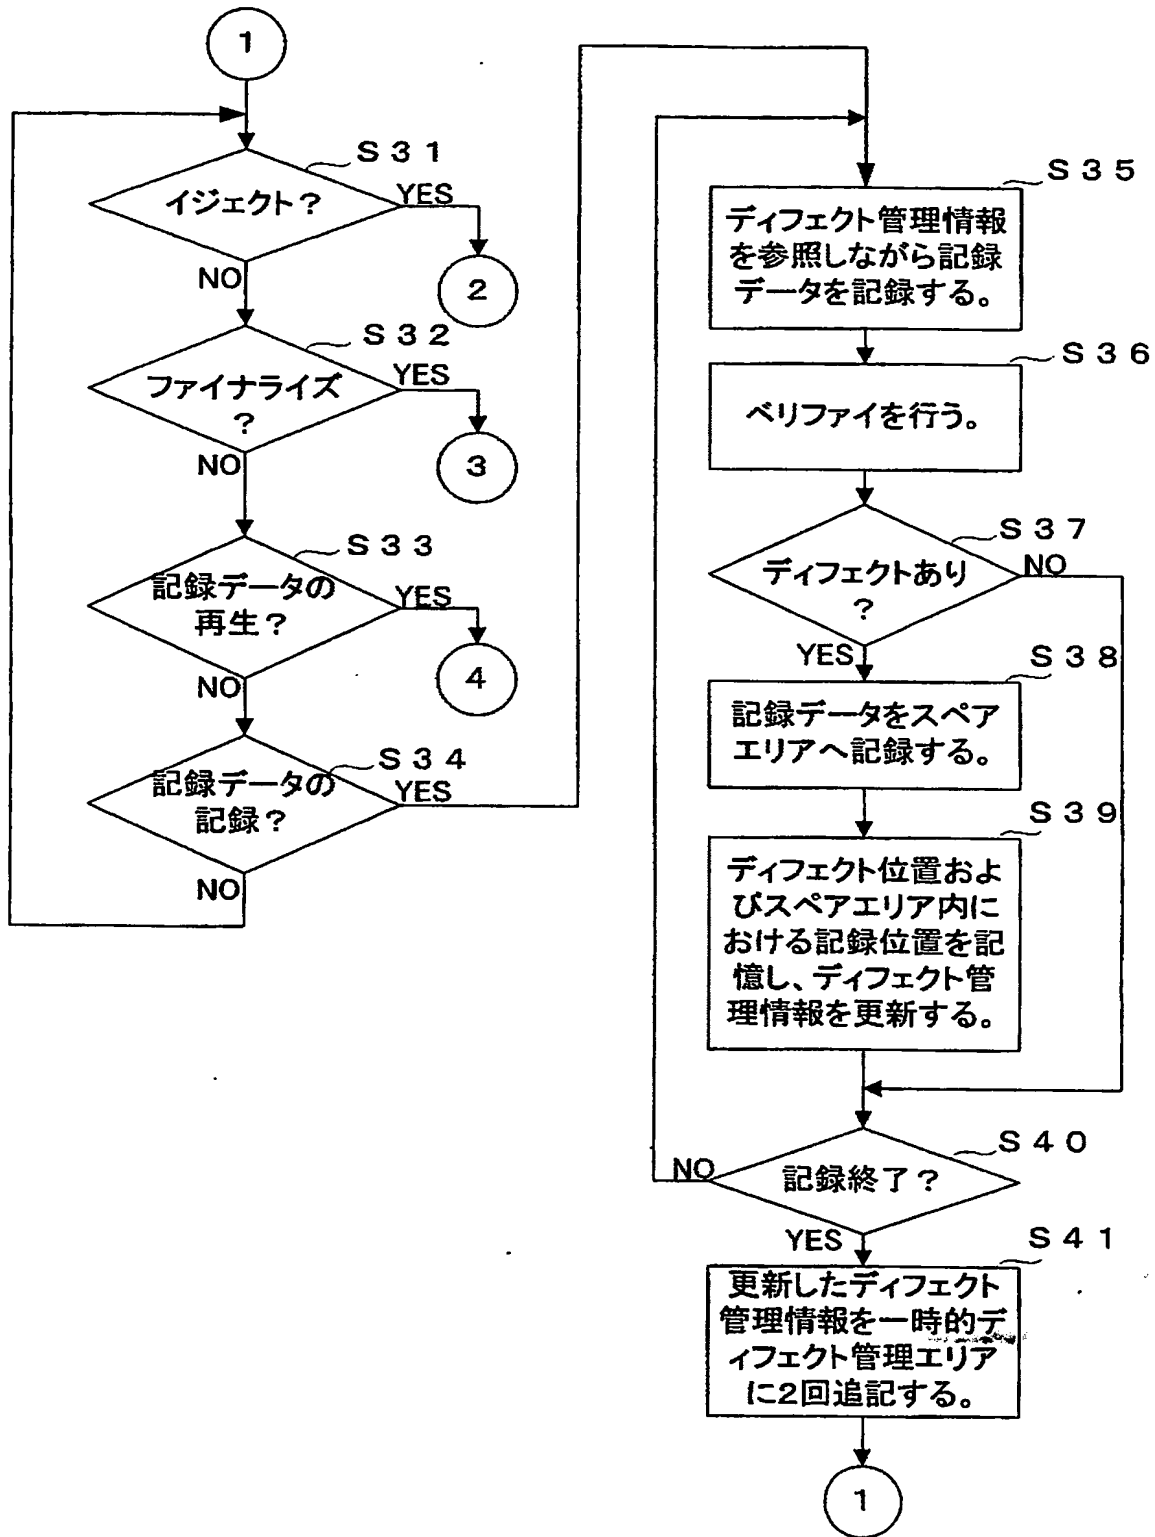 1
S31
イジェクト?
YES
NO
2
S32
ファイナライズ
?
YES
NO
3
S33
記録データの
再生?
YES
NO
4
S34
記録データの
記録?
YES
NO
S35
ディフェクト管理情報
を参照しながら記録
データを記録する。
S36
ベリファイを行う。
S37
ディフェクトあり
?
NO
YES
S38
記録データをスペア
エリアへ記録する。
S39
ディフェクト位置およ
びスペアエリア内に
おける記録位置を記
憶し、ディフェクト管
理情報を更新する。
S40
記録終了?
NO
YES
S41
更新したディフェクト
管理情報を一時的デ
ィフェクト管理エリア
に2回追記する。
1